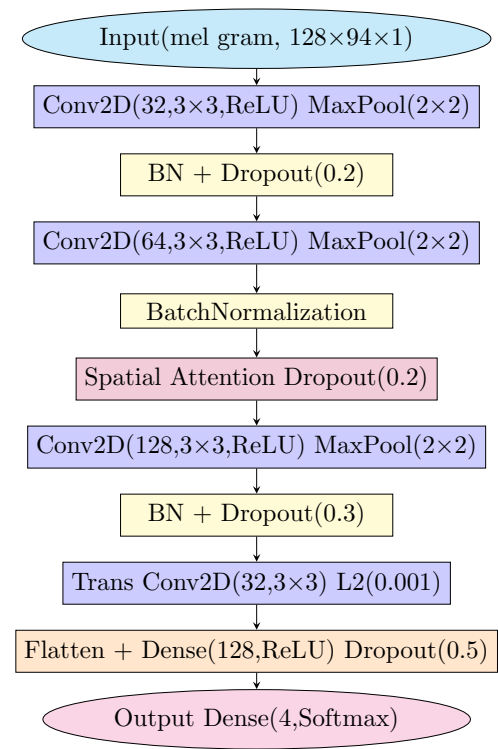 Input(mel gram, 128×94×1)
Conv2D(32,3×3,ReLU) MaxPool(2×2)
BN + Dropout(0.2)
Conv2D(64,3×3,ReLU) MaxPool(2×2)
BatchNormalization
Spatial Attention Dropout(0.2)
Conv2D(128,3×3,ReLU) MaxPool(2×2)
BN + Dropout(0.3)
Trans Conv2D(32,3×3) L2(0.001)
Flatten + Dense(128,ReLU) Dropout(0.5)
Output Dense(4,Softmax)